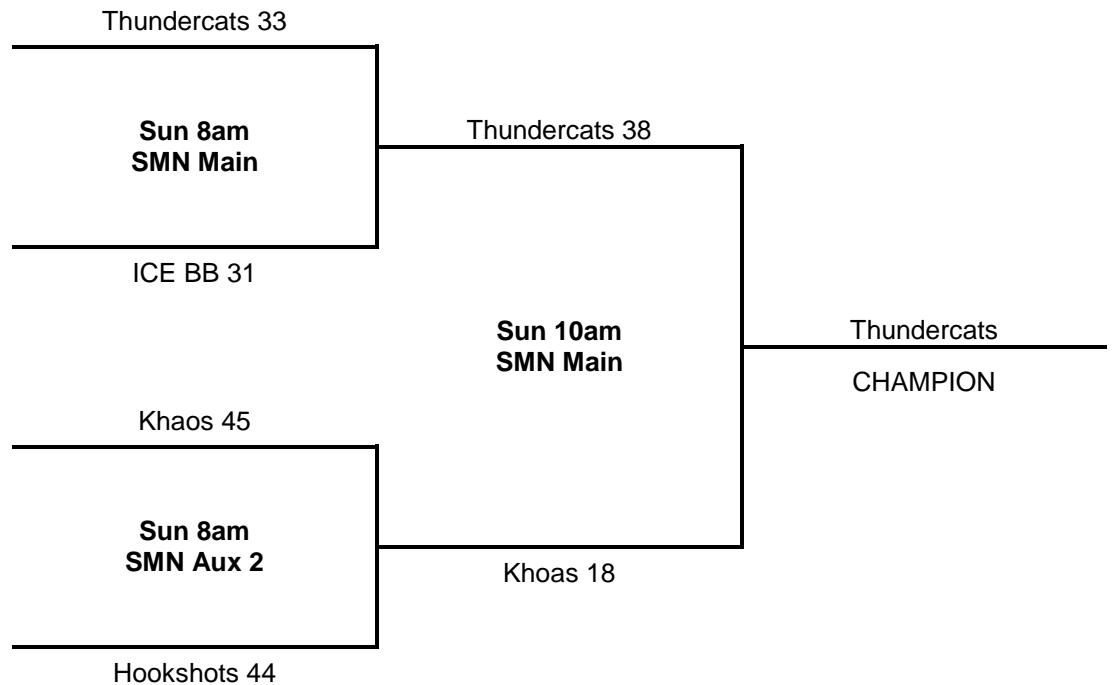 Thundercats 33
Sun 8am
SMN Main
Thundercats 38
ICE BB 31
Sun 10am
SMN Main
Thundercats
CHAMPION
Khaos 45
Sun 8am
SMN Aux 2
Khoas 18
Hookshots 44